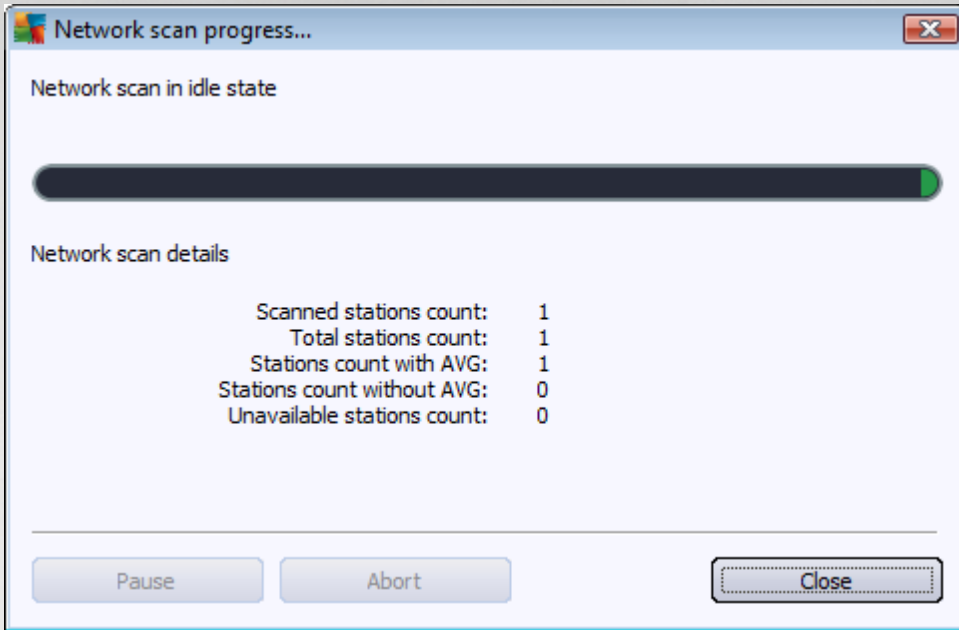 Network scan progress...
Network scan in idle state
Network scan details
Scanned stations count: 1
Total stations count: 1
Stations count with AVG: 1
Stations count without AVG: 0
Unavailable stations count: 0
Pause Abort Close